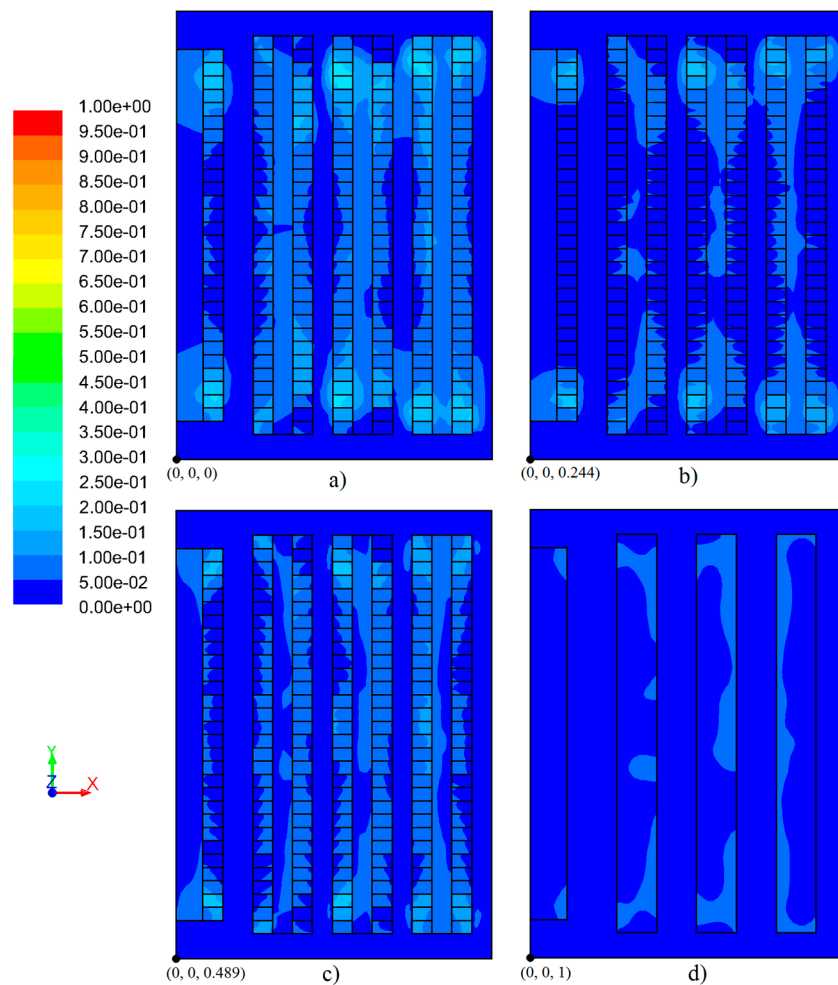 1.00e+00
9.50e-01
9.00e-01
8.50e-01
8.00e-01
7.50e-01
7.00e-01
6.50e-01
6.00e-01
5.50e-01
5.00e-01
4.50e-01
4.00e-01
3.50e-01
3.00e-01
2.50e-01
2.00e-01
1.50e-01
1.00e-01
5.00e-02
0.00e+00
(0, 0, 0)
a)
(0, 0, 0.244)
b)
Y
Z
X
(0, 0, 0.489)
c)
(0, 0, 1)
d)